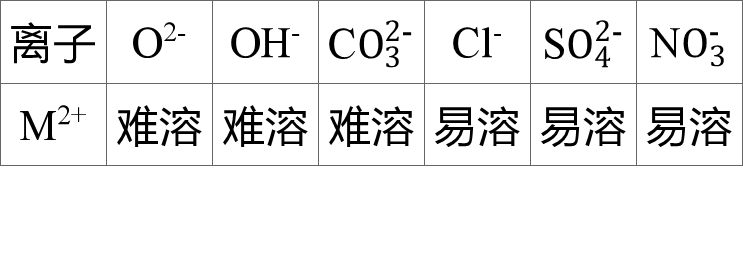 离子 O²⁻ OH⁻ CO₃²⁻ Cl⁻ SO₄²⁻ NO₃⁻
M²⁺ 难溶 难溶 难溶 易溶 易溶 易溶